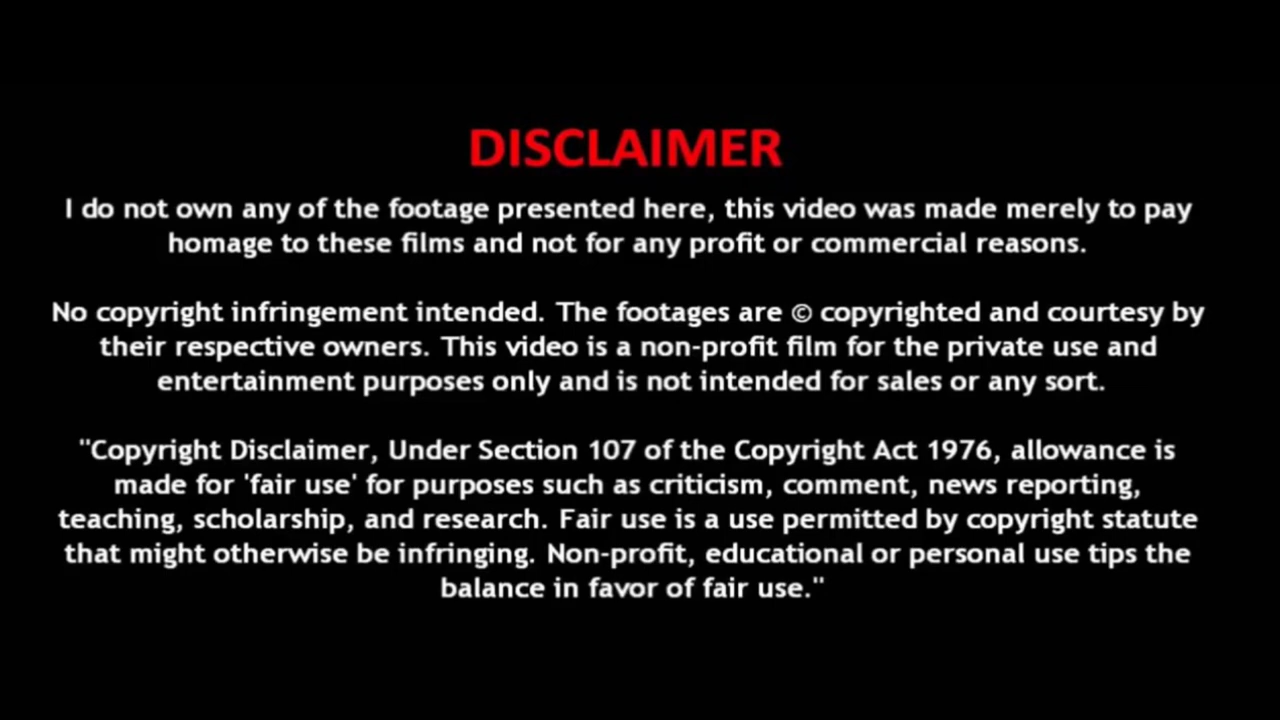 DISCLAIMER
I do not own any of the footage presented here, this video was made merely to pay
homage to these films and not for any profit or commercial reasons.
No copyright infringement intended. The footages are © copyrighted and courtesy by
their respective owners. This video is a non-profit film for the private use and
entertainment purposes only and is not intended for sales or any sort.
"Copyright Disclaimer, Under Section 107 of the Copyright Act 1976, allowance is
made for 'fair use' for purposes such as criticism, comment, news reporting,
teaching, scholarship, and research. Fair use is a use permitted by copyright statute
that might otherwise be infringing. Non-profit, educational or personal use tips the
balance in favor of fair use."